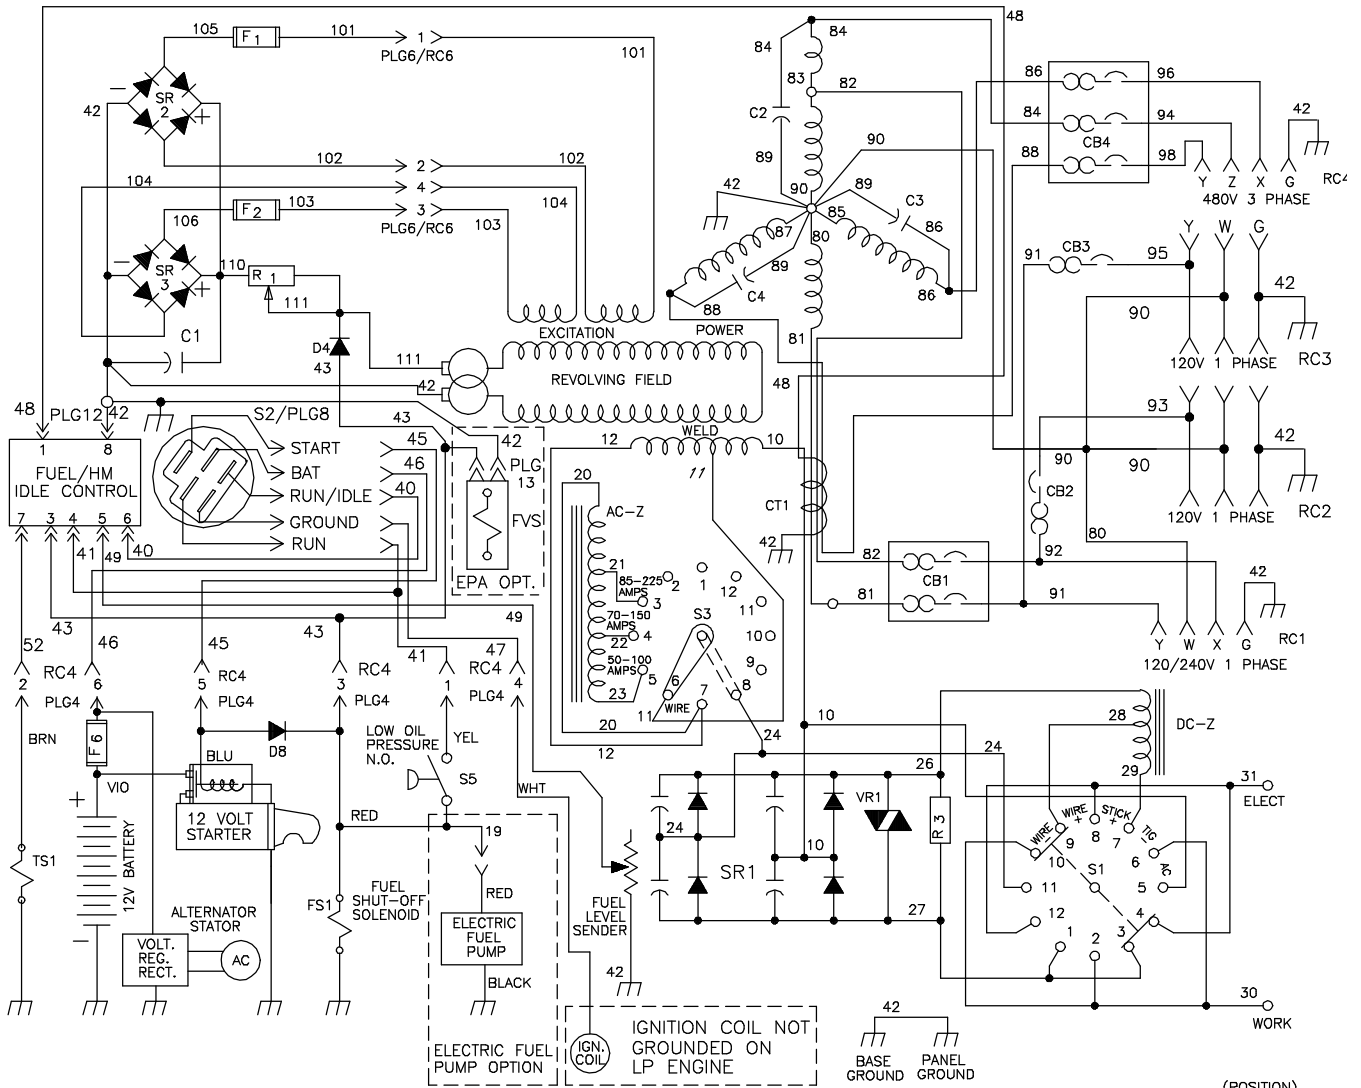 48
48
105
F1
101
1
PLG6/RC6
101
84
84
83
82
86
96
84
94
CB4
88
98
42
Y
Z
X
G
RC4
480V 3 PHASE
−
SR
2
+
42
C2
89
90
102
2
102
104
4
104
106
F2
103
3
103
PLG6/RC6
42
90
89
C3
85
86
87
80
89
C4
88
86
81
POWER
Y
W
G
91
CB3
95
42
90
120V 1 PHASE
RC3
−
SR
3
+
110
R1
111
C1
D4
43
111
42
EXCITATION
REVOLVING FIELD
WELD
48
93
90
CB2
90
42
120V 1 PHASE
RC2
48
PLG12
42
1
8
FUEL/HM
IDLE CONTROL
7
3
4
5
6
S2/PLG8
START
BAT
RUN/IDLE
GROUND
RUN
43
45
46
40
41
49
40
42
PLG
13
FVS
EPA OPT.
12
10
11
20
AC-Z
21
85-225
AMPS
70-150
AMPS
22
50-100
AMPS
23
CT1
42
1
2
3
4
5
6
7
8
9
10
11
12
S3
WIRE
11
20
12
24
82
CB1
81
92
91
80
42
Y
W
X
G
RC1
120/240V 1 PHASE
52
43
46
45
43
41
47
49
RC4
RC4
RC4
2
6
5
3
1
4
PLG4
PLG4
PLG4
PLG4
BRN
F6
VIO
BLU
D8
12 VOLT
STARTER
+
12V BATTERY
−
TS1
LOW OIL
PRESSURE
N.O.
YEL
S5
WHT
RED
19
RED
FS1
FUEL
SHUT-OFF
SOLENOID
ALTERNATOR
STATOR
VOLT.
REG.
RECT.
AC
ELECTRIC
FUEL
PUMP
BLACK
ELECTRIC FUEL
PUMP OPTION
FUEL
LEVEL
SENDER
42
IGN.
COIL
IGNITION COIL NOT
GROUNDED ON
LP ENGINE
24
10
SR1
VR1
R3
26
27
10
24
28
DC-Z
29
31
ELECT
WIRE
−
WIRE
+
STICK
+
TIG
−
AC
9
8
7
6
5
10
S1
11
12
1
2
3
4
30
WORK
42
BASE
GROUND
PANEL
GROUND
(POSITION)